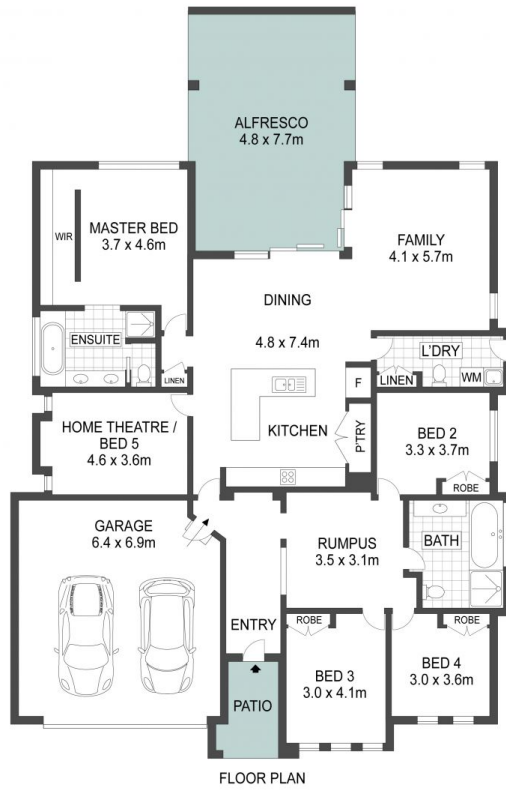 ALFRESCO
4.8 x 7.7m
WIR
MASTER BED
3.7 x 4.6m
FAMILY
4.1 x 5.7m
DINING
4.8 x 7.4m
ENSUITE
LINEN
L'DRY
LINEN
WM
F
HOME THEATRE /
BED 5
4.6 x 3.6m
KITCHEN
P'TRY
BED 2
3.3 x 3.7m
ROBE
GARAGE
6.4 x 6.9m
RUMPUS
3.5 x 3.1m
BATH
ENTRY
ROBE
ROBE
BED 3
3.0 x 4.1m
BED 4
3.0 x 3.6m
PATIO
FLOOR PLAN